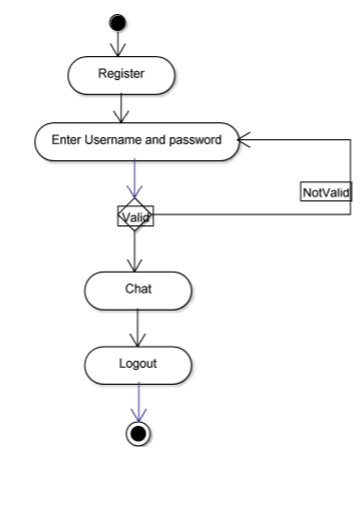 Register
Enter Username and password
NotValid
Valid
Chat
Logout